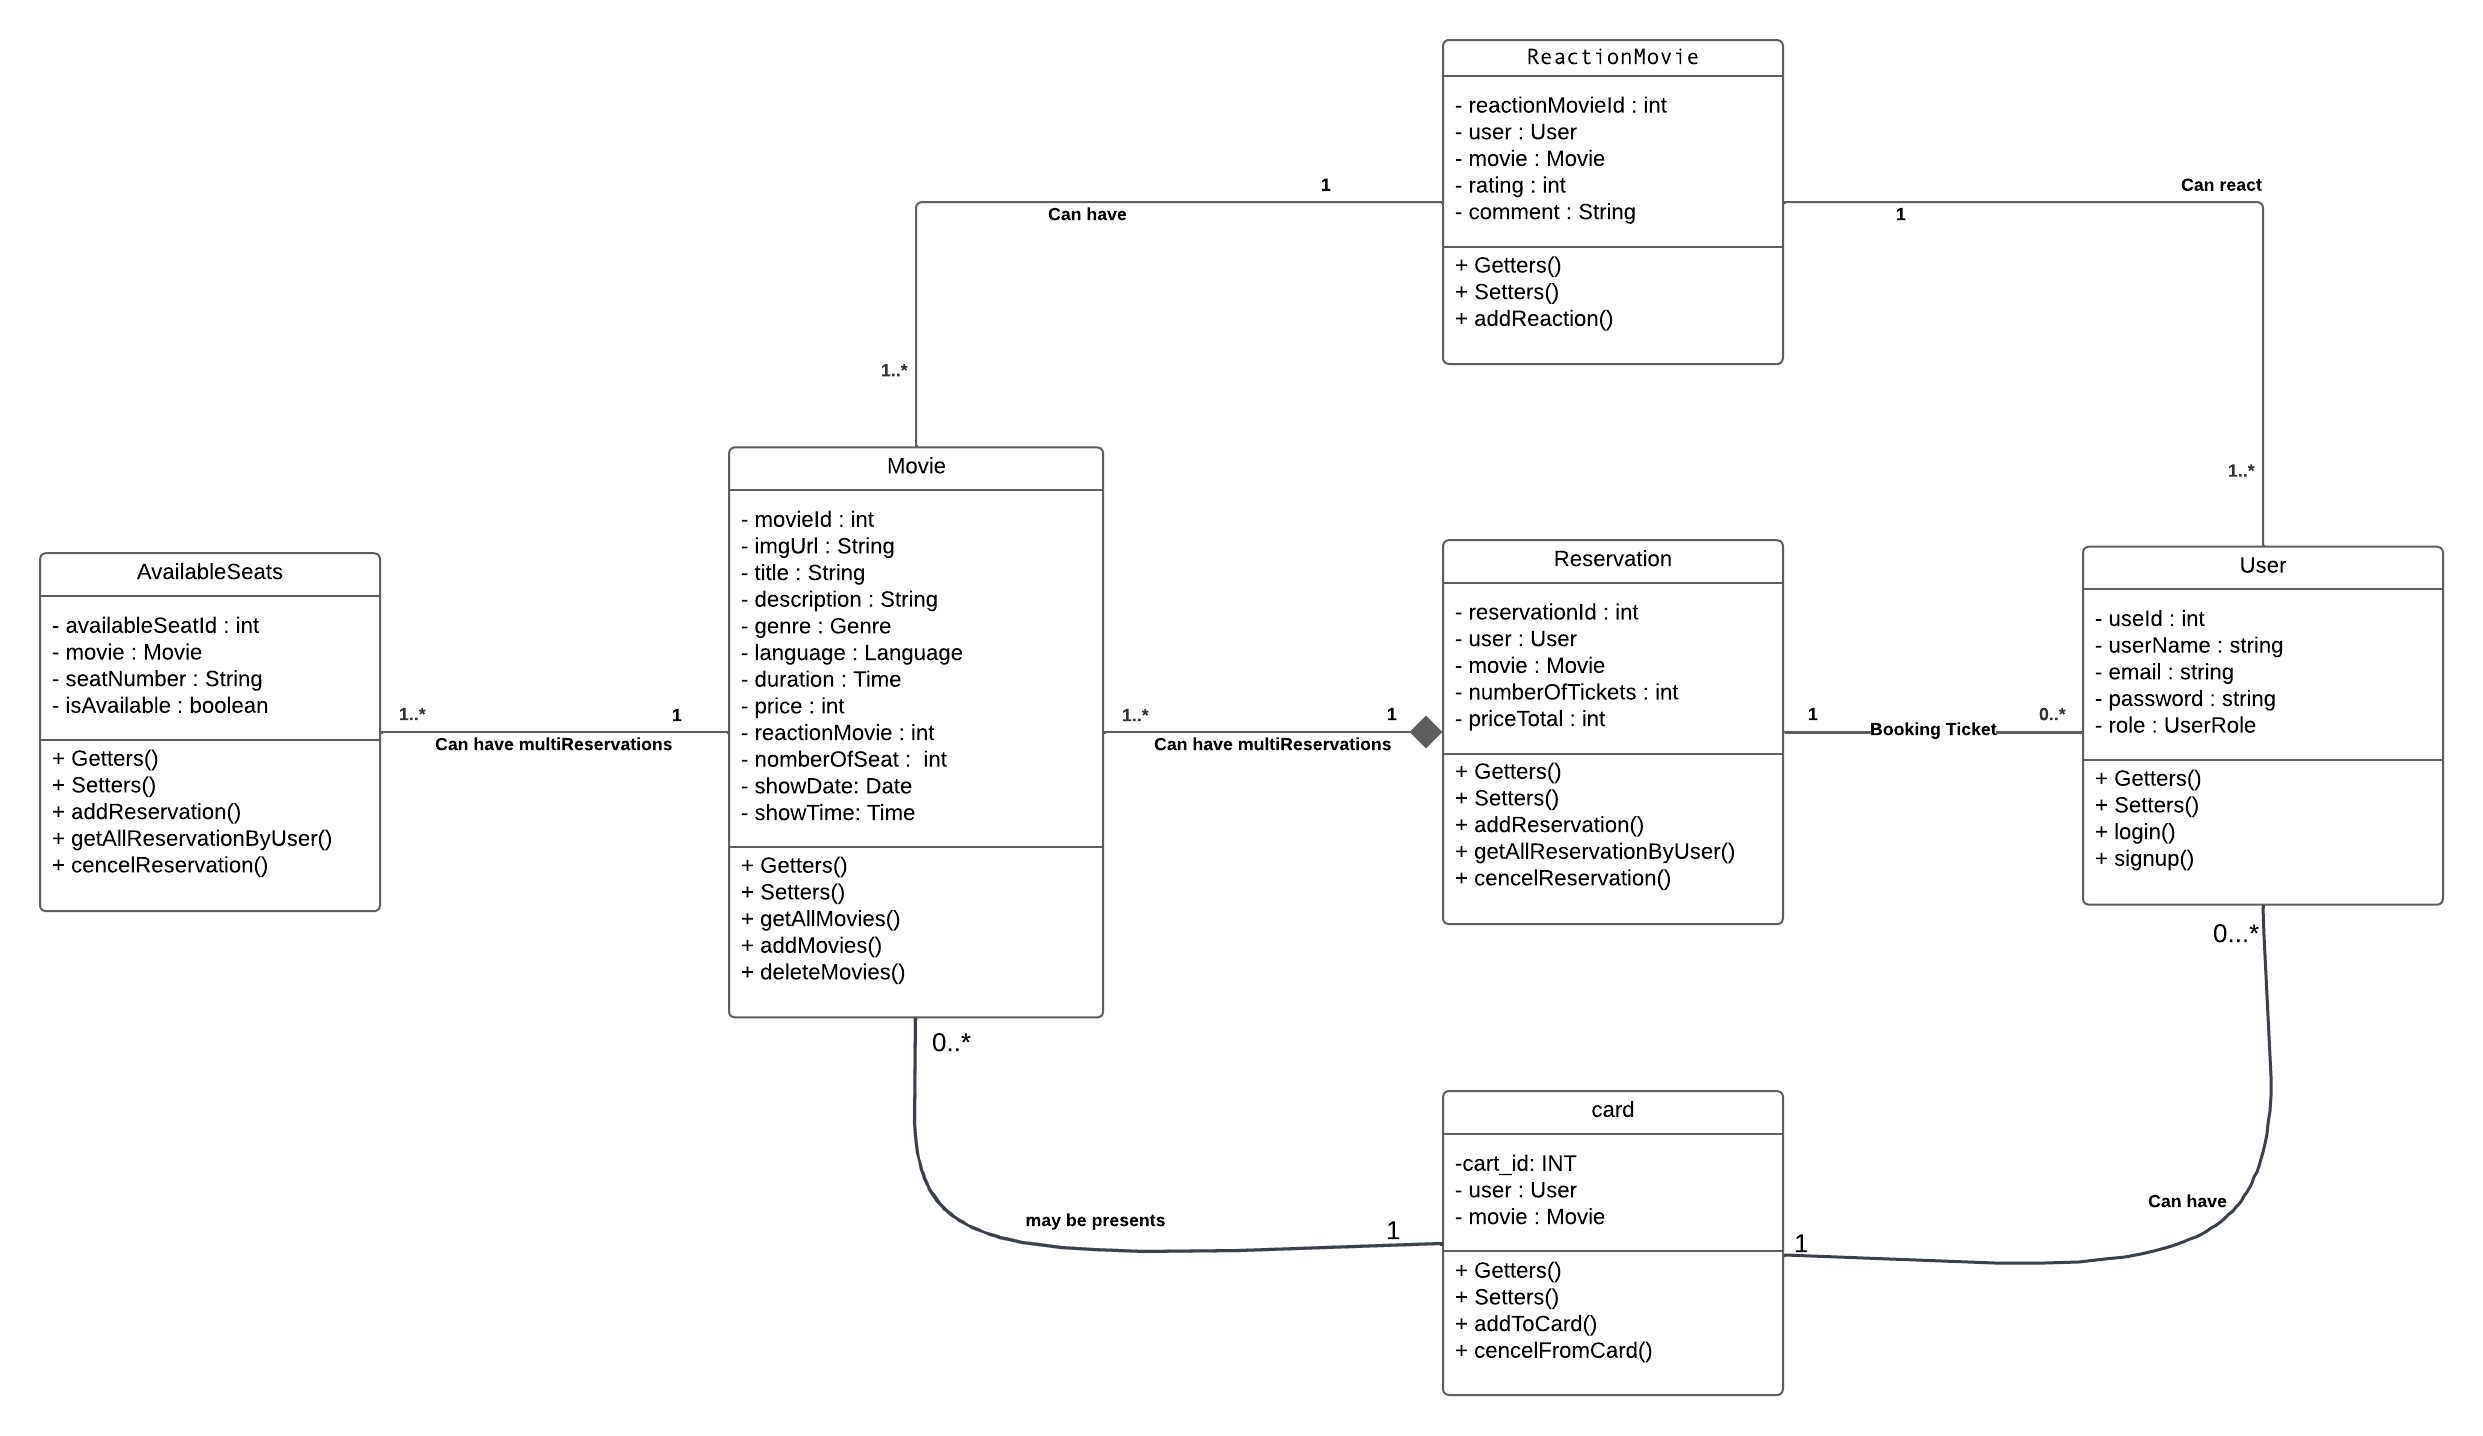 ReactionMovie
- reactionMovieId : int
- user : User
- movie : Movie
- rating : int
- comment : String
+ Getters()
+ Setters()
+ addReaction()
1
Can have
1..*
Can react
1
1..*
Movie
- movieId : int
- imgUrl : String
- title : String
- description : String
- genre : Genre
- language : Language
- duration : Time
- price : int
- reactionMovie : int
- nomberOfSeat :  int
- showDate: Date
- showTime: Time
+ Getters()
+ Setters()
+ getAllMovies()
+ addMovies()
+ deleteMovies()
AvailableSeats
- availableSeatId : int
- movie : Movie
- seatNumber : String
- isAvailable : boolean
+ Getters()
+ Setters()
+ addReservation()
+ getAllReservationByUser()
+ cencelReservation()
1..*
1
Can have multiReservations
1..*
1
Can have multiReservations
Reservation
- reservationId : int
- user : User
- movie : Movie
- numberOfTickets : int
- priceTotal : int
+ Getters()
+ Setters()
+ addReservation()
+ getAllReservationByUser()
+ cencelReservation()
1
Booking Ticket
0..*
User
- useId : int
- userName : string
- email : string
- password : string
- role : UserRole
+ Getters()
+ Setters()
+ login()
+ signup()
0...*
0..*
may be presents
1
card
-cart_id: INT
- user : User
- movie : Movie
+ Getters()
+ Setters()
+ addToCard()
+ cencelFromCard()
1
Can have